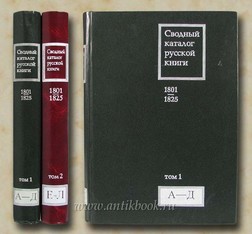 Сводный
каталог
русской
книги
1801
1825
том 1
А—Д
Сводный
каталог
русской
книги
1801
1825
том 2
Е-Л
Сводный
каталог
русской
книги
1801
1825
том 1
А—Д
www.antikbook.ru